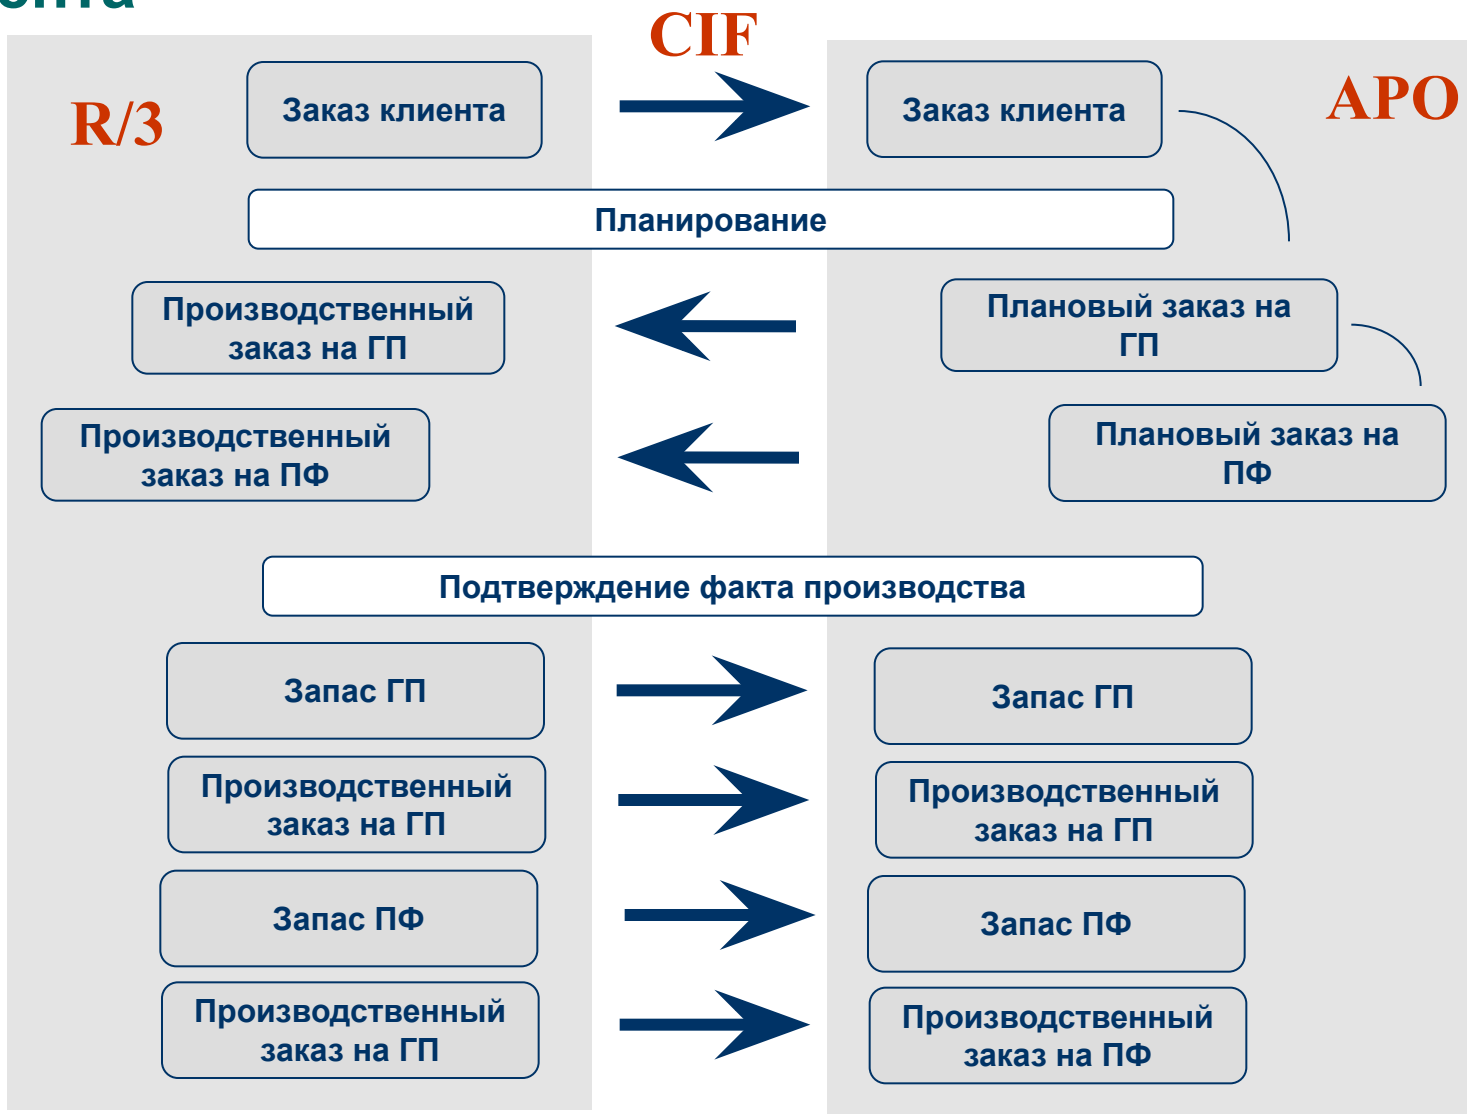 ента
CIF
R/3
APO
Заказ клиента
Заказ клиента
Планирование
Производственный
заказ на ГП
Плановый заказ на
ГП
Производственный
заказ на ПФ
Плановый заказ на
ПФ
Подтверждение факта производства
Запас ГП
Запас ГП
Производственный
заказ на ГП
Производственный
заказ на ГП
Запас ПФ
Запас ПФ
Производственный
заказ на ГП
Производственный
заказ на ПФ